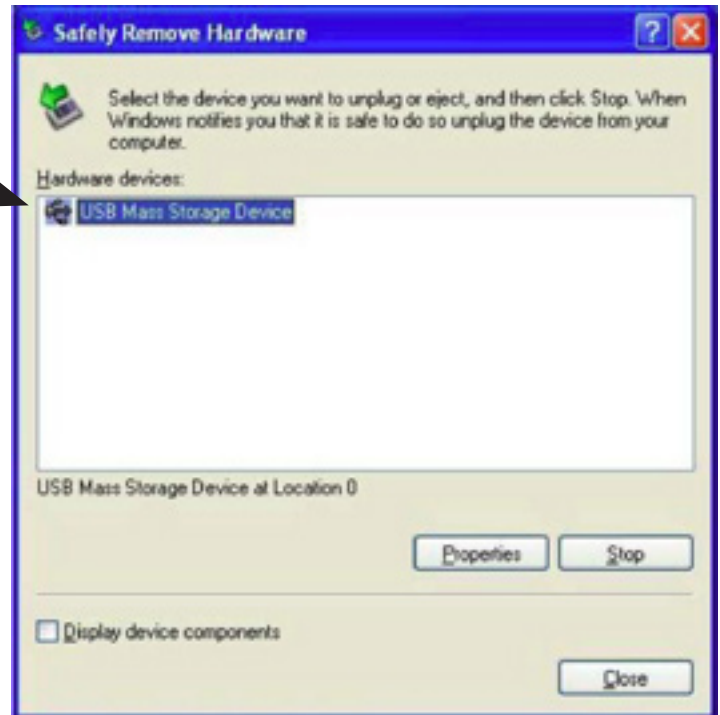 Safely Remove Hardware
Select the device you want to unplug or eject, and then click Stop. When
Windows notifies you that it is safe to do so unplug the device from your
computer.
Hardware devices:
USB Mass Storage Device
USB Mass Storage Device at Location 0
Properties Stop
Display device components
Close